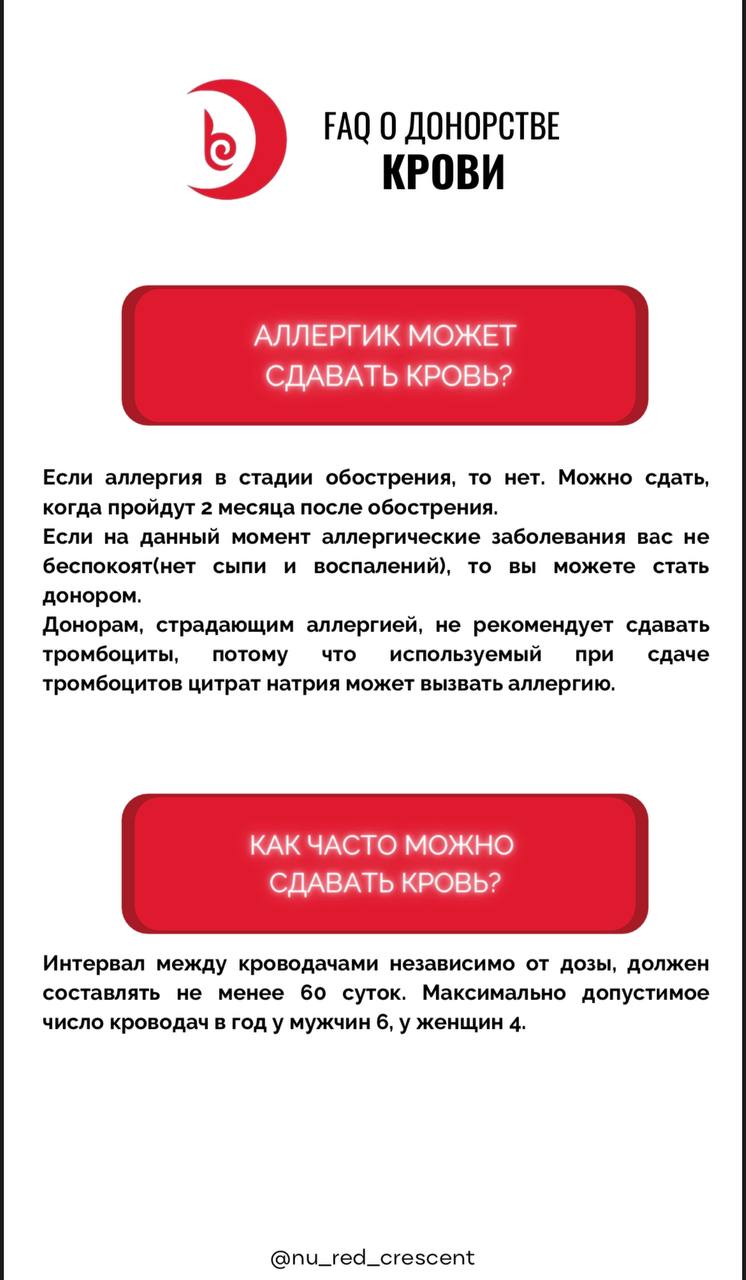 FAQ О ДОНОРСТВЕ
КРОВИ
АЛЛЕРГИК МОЖЕТ
СДАВАТЬ КРОВЬ?
Если аллергия в стадии обострения, то нет. Можно сдать,
когда пройдут 2 месяца после обострения.
Если на данный момент аллергические заболевания вас не
беспокоят(нет сыпи и воспалений), то вы можете стать
донором.
Донорам, страдающим аллергией, не рекомендует сдавать
тромбоциты, потому что используемый при сдаче
тромбоцитов цитрат натрия может вызвать аллергию.
КАК ЧАСТО МОЖНО
СДАВАТЬ КРОВЬ?
Интервал между кроводачами независимо от дозы, должен
составлять не менее 60 суток. Максимально допустимое
число кроводач в год у мужчин 6, у женщин 4.
@nu_red_crescent